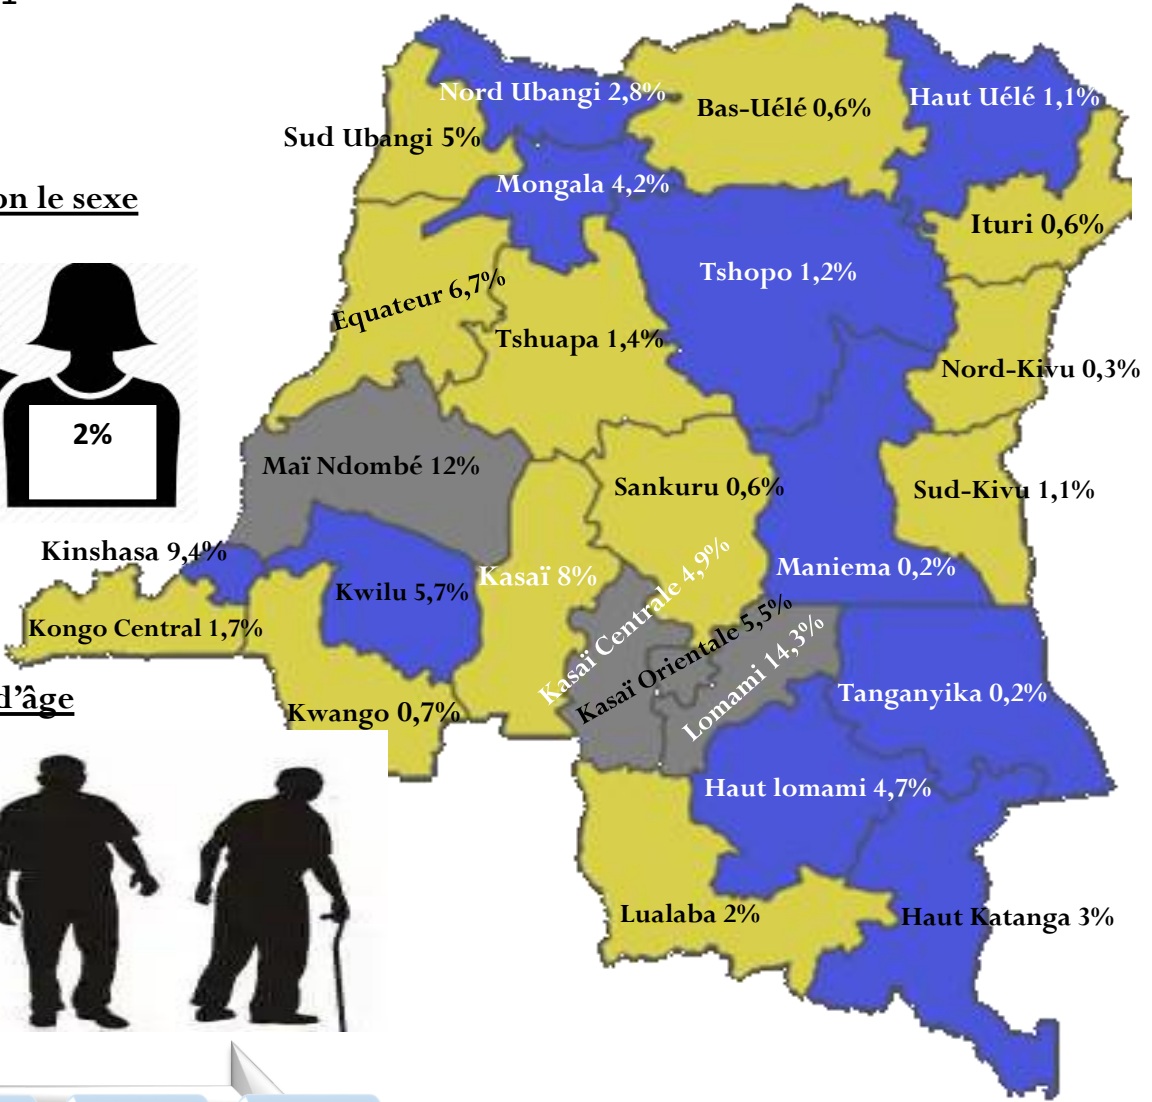 on le sexe
2%
d'âge
Nord Ubangi 2,8%
Bas-Uélé 0,6%
Haut Uélé 1,1%
Sud Ubangi 5%
Mongala 4,2%
Ituri 0,6%
Tshopo 1,2%
Equateur 6,7%
Tshuapa 1,4%
Nord-Kivu 0,3%
Maï Ndombé 12%
Sankuru 0,6%
Sud-Kivu 1,1%
Kinshasa 9,4%
Kwilu 5,7%
Kasaï 8%
Maniema 0,2%
Kongo Central 1,7%
Kasaï Centrale 4,9%
Kasaï Orientale 5,5%
Lomami 14,3%
Tanganyika 0,2%
Kwango 0,7%
Haut lomami 4,7%
Lualaba 2%
Haut Katanga 3%